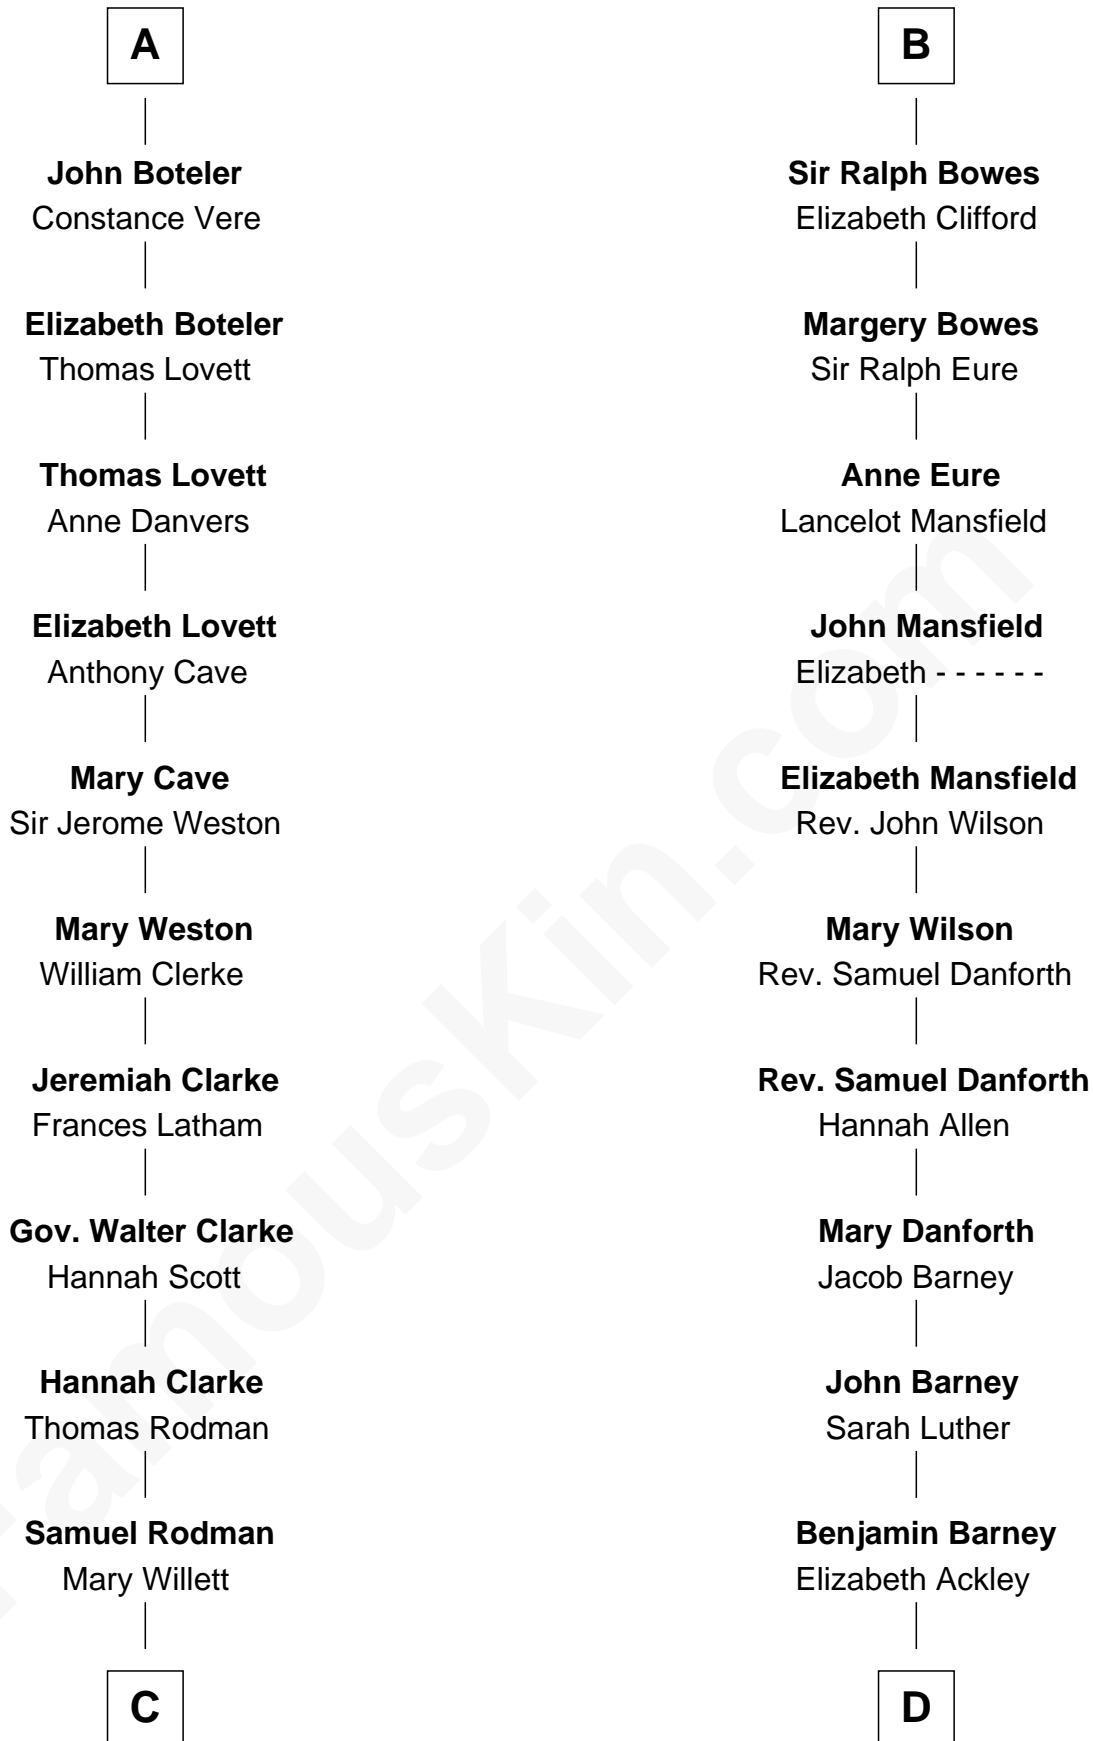 A
John Boteler
Constance Vere
Elizabeth Boteler
Thomas Lovett
Thomas Lovett
Anne Danvers
Elizabeth Lovett
Anthony Cave
Mary Cave
Sir Jerome Weston
Mary Weston
William Clerke
Jeremiah Clarke
Frances Latham
Gov. Walter Clarke
Hannah Scott
Hannah Clarke
Thomas Rodman
Samuel Rodman
Mary Willett
C
B
Sir Ralph Bowes
Elizabeth Clifford
Margery Bowes
Sir Ralph Eure
Anne Eure
Lancelot Mansfield
John Mansfield
Elizabeth - - - - - -
Elizabeth Mansfield
Rev. John Wilson
Mary Wilson
Rev. Samuel Danforth
Rev. Samuel Danforth
Hannah Allen
Mary Danforth
Jacob Barney
John Barney
Sarah Luther
Benjamin Barney
Elizabeth Ackley
D
FamousKin.com